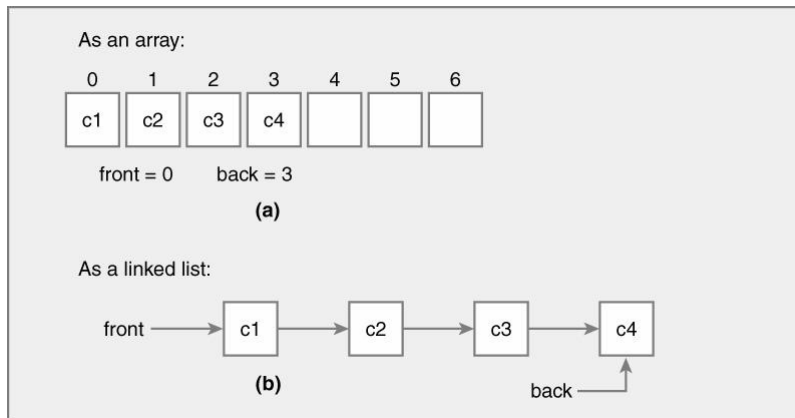 As an array:
0 1 2 3 4 5 6
c1 c2 c3 c4
front = 0 back = 3
(a)
As a linked list:
front c1 c2 c3 c4
(b)
back